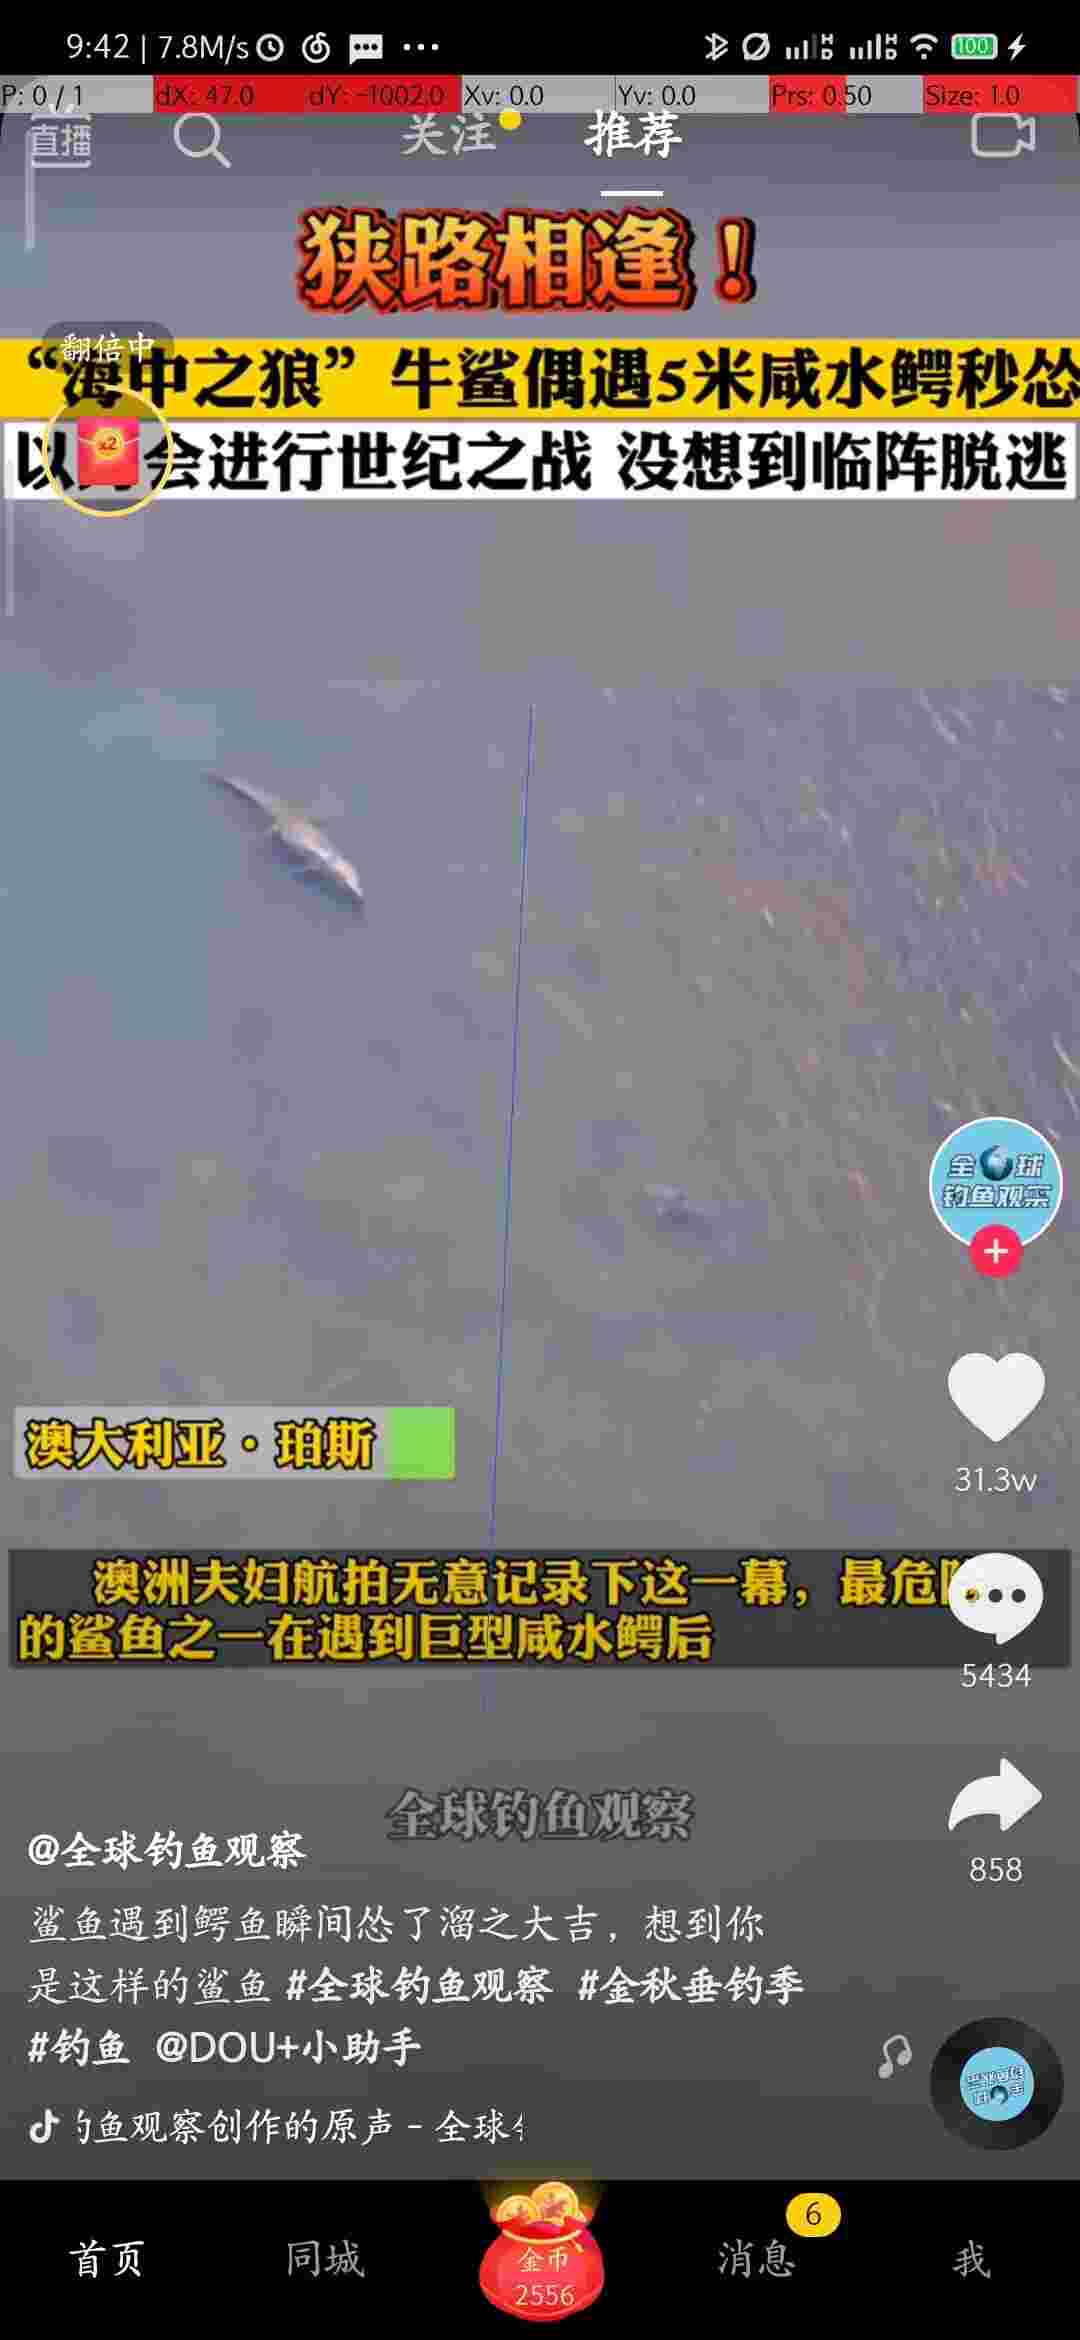 9:42 | 7.8M/s
100
P: 0 / 1
dX: 47.0
dY: -1002.0
Xv: 0.0
Yv: 0.0
Prs: 0.50
Size: 1.0
直播
关注
推荐
狭路相逢！
翻倍中
“海中之狼”牛鲨偶遇5米咸水鳄秒怂
x2
以 会进行世纪之战 没想到临阵脱逃
全球
钓鱼观察
31.3w
澳大利亚·珀斯
澳洲夫妇航拍无意记录下这一幕，最危
的鲨鱼之一在遇到巨型咸水鳄后
5434
全球钓鱼观察
858
@全球钓鱼观察
鲨鱼遇到鳄鱼瞬间怂了溜之大吉，想到你
是这样的鲨鱼 #全球钓鱼观察 #金秋垂钓季
#钓鱼 @DOU+小助手
鱼观察创作的原声 - 全球
首页
同城
金币
2556
消息
6
我